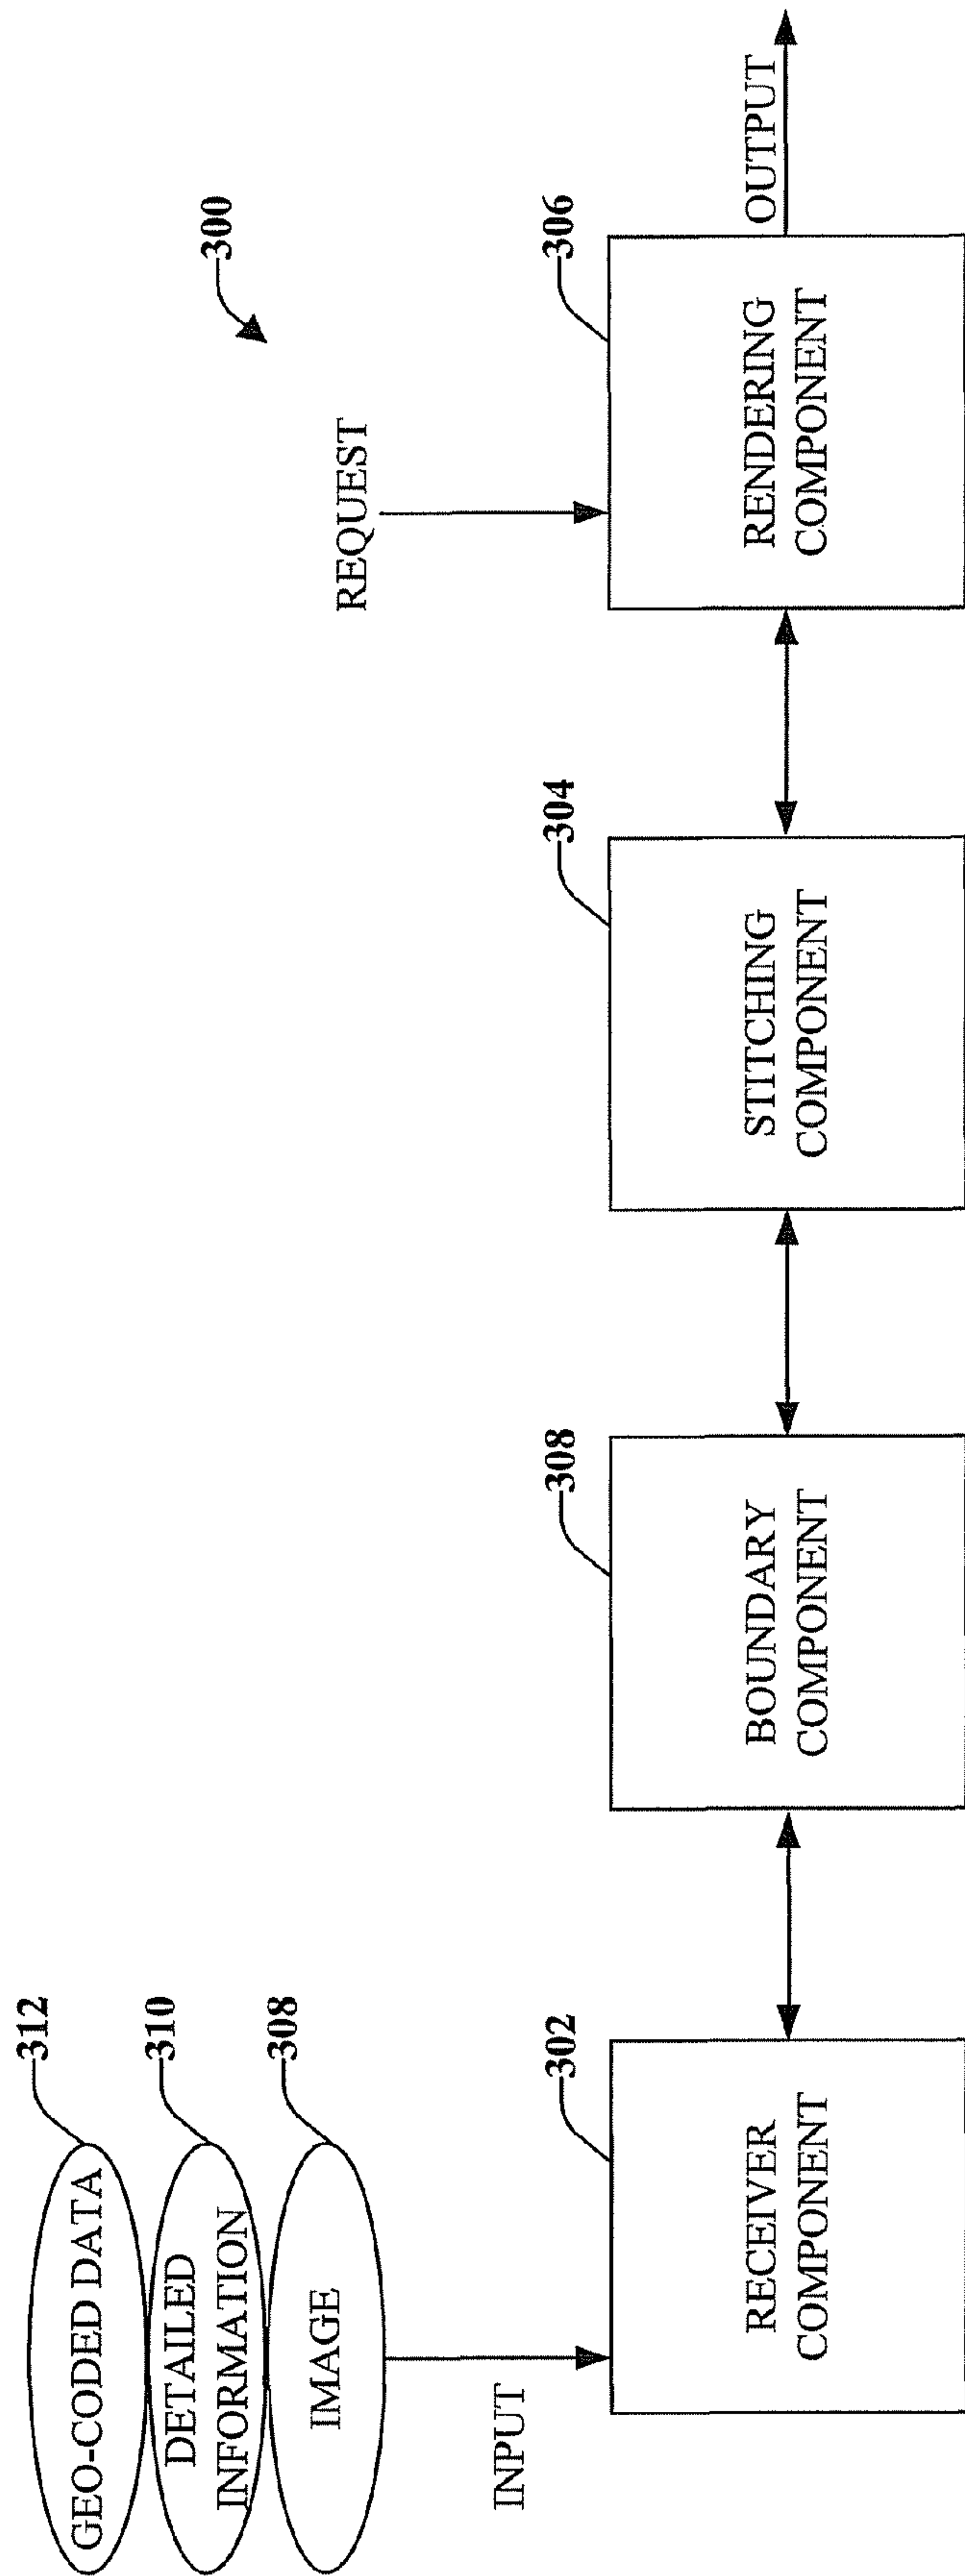 300
GEO-CODED DATA
312
DETAILED
INFORMATION
310
IMAGE
308
INPUT
REQUEST
302
308
304
306
RECEIVER
COMPONENT
BOUNDARY
COMPONENT
STITCHING
COMPONENT
RENDERING
COMPONENT
OUTPUT